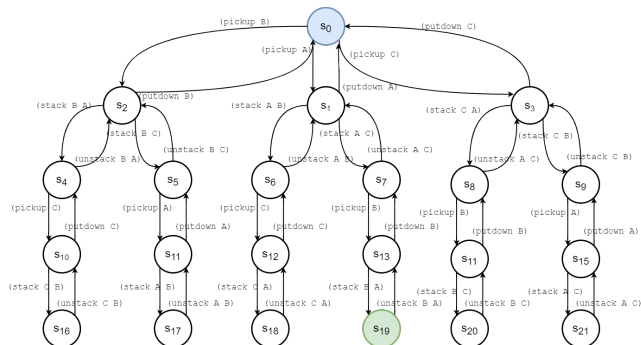 (pickup B)
(putdown C)
s0
(pickup A)
(pickup C)
(putdown B)
(putdown A)
s2
s1
s3
(stack B A)
(stack A B)
(stack C A)
(stack B C)
(stack A C)
(stack C B)
(unstack B C)
(unstack A C)
(unstack B A)
(unstack A B)
(unstack A C)
(unstack C B)
s4
s5
s6
s7
s8
s9
(pickup C)
(pickup A)
(pickup C)
(pickup B)
(pickup B)
(pickup A)
(putdown C)
(putdown A)
(putdown C)
(putdown B)
(putdown B)
(putdown A)
s10
s11
s12
s13
s11
s15
(stack C B)
(stack A B)
(stack C A)
(stack B A)
(stack B C)
(stack A C)
(unstack C B)
(unstack A B)
(unstack C A)
(unstack B A)
(unstack B C)
(unstack A C)
s16
s17
s18
s19
s20
s21